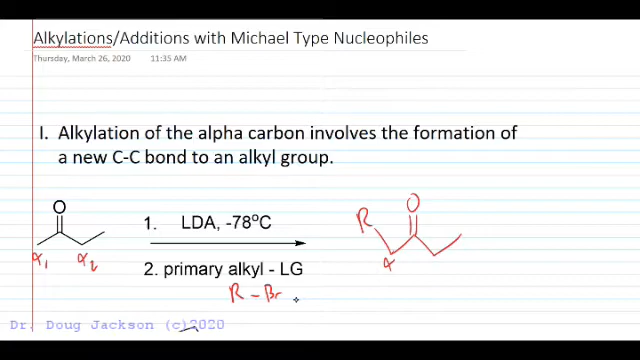 Alkylations/Additions with Michael Type Nucleophiles
Thursday, March 26, 2020 11:35 AM
I. Alkylation of the alpha carbon involves the formation of
a new C-C bond to an alkyl group.
O
α1 α2
1. LDA, -78°C
2. primary alkyl - LG
R - Br
R O
α
Dr. Doug Jackson (c)2020